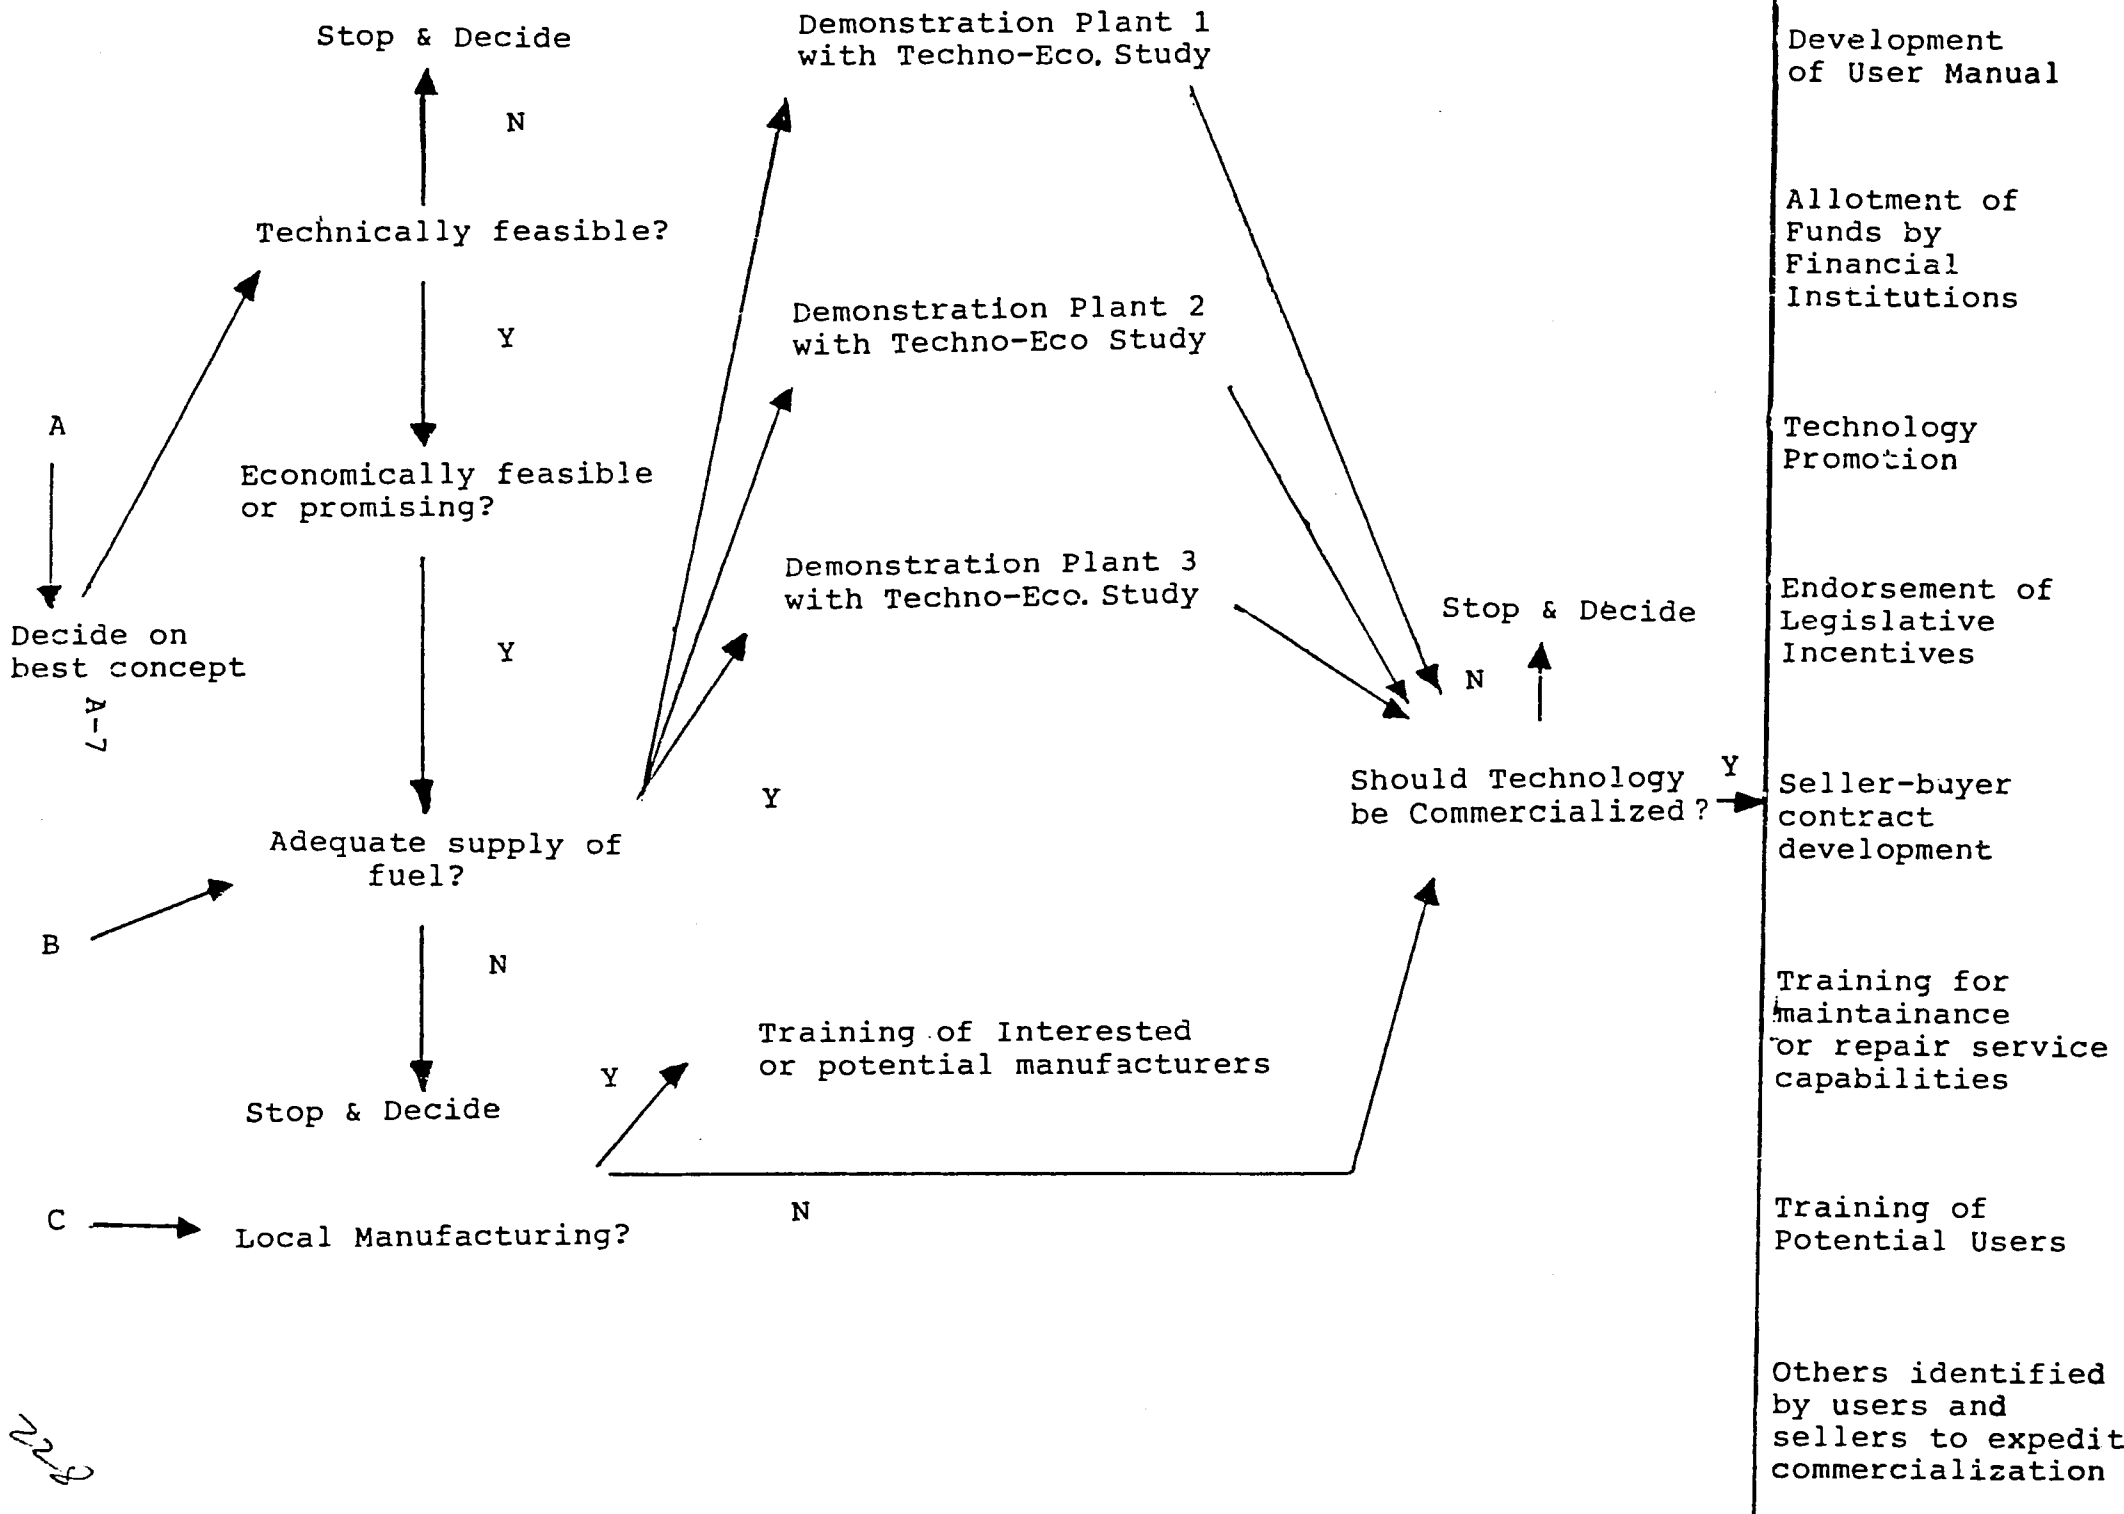 Stop & Decide
N
Technically feasible?
Y
A
Economically feasible
or promising?
Y
Decide on
best concept
A-7
Adequate supply of
fuel?
B
N
Stop & Decide
C
Local Manufacturing?
Demonstration Plant 1
with Techno-Eco. Study
Demonstration Plant 2
with Techno-Eco Study
Demonstration Plant 3
with Techno-Eco. Study
Y
Y
Training of Interested
or potential manufacturers
N
Stop & Decide
N
Should Technology
be Commercialized?
Y
Development
of User Manual
Allotment of
Funds by
Financial
Institutions
Technology
Promotion
Endorsement of
Legislative
Incentives
Seller-buyer
contract
development
Training for
maintainance
or repair service
capabilities
Training of
Potential Users
Others identified
by users and
sellers to expedit
commercialization